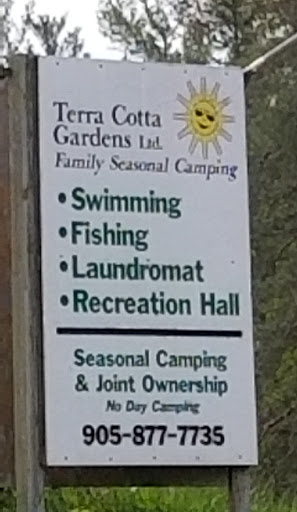 Terra Cotta
Gardens Ltd.
Family Seasonal Camping
• Swimming
• Fishing
• Laundromat
• Recreation Hall
Seasonal Camping
& Joint Ownership
No Day Camping
905-877-7735